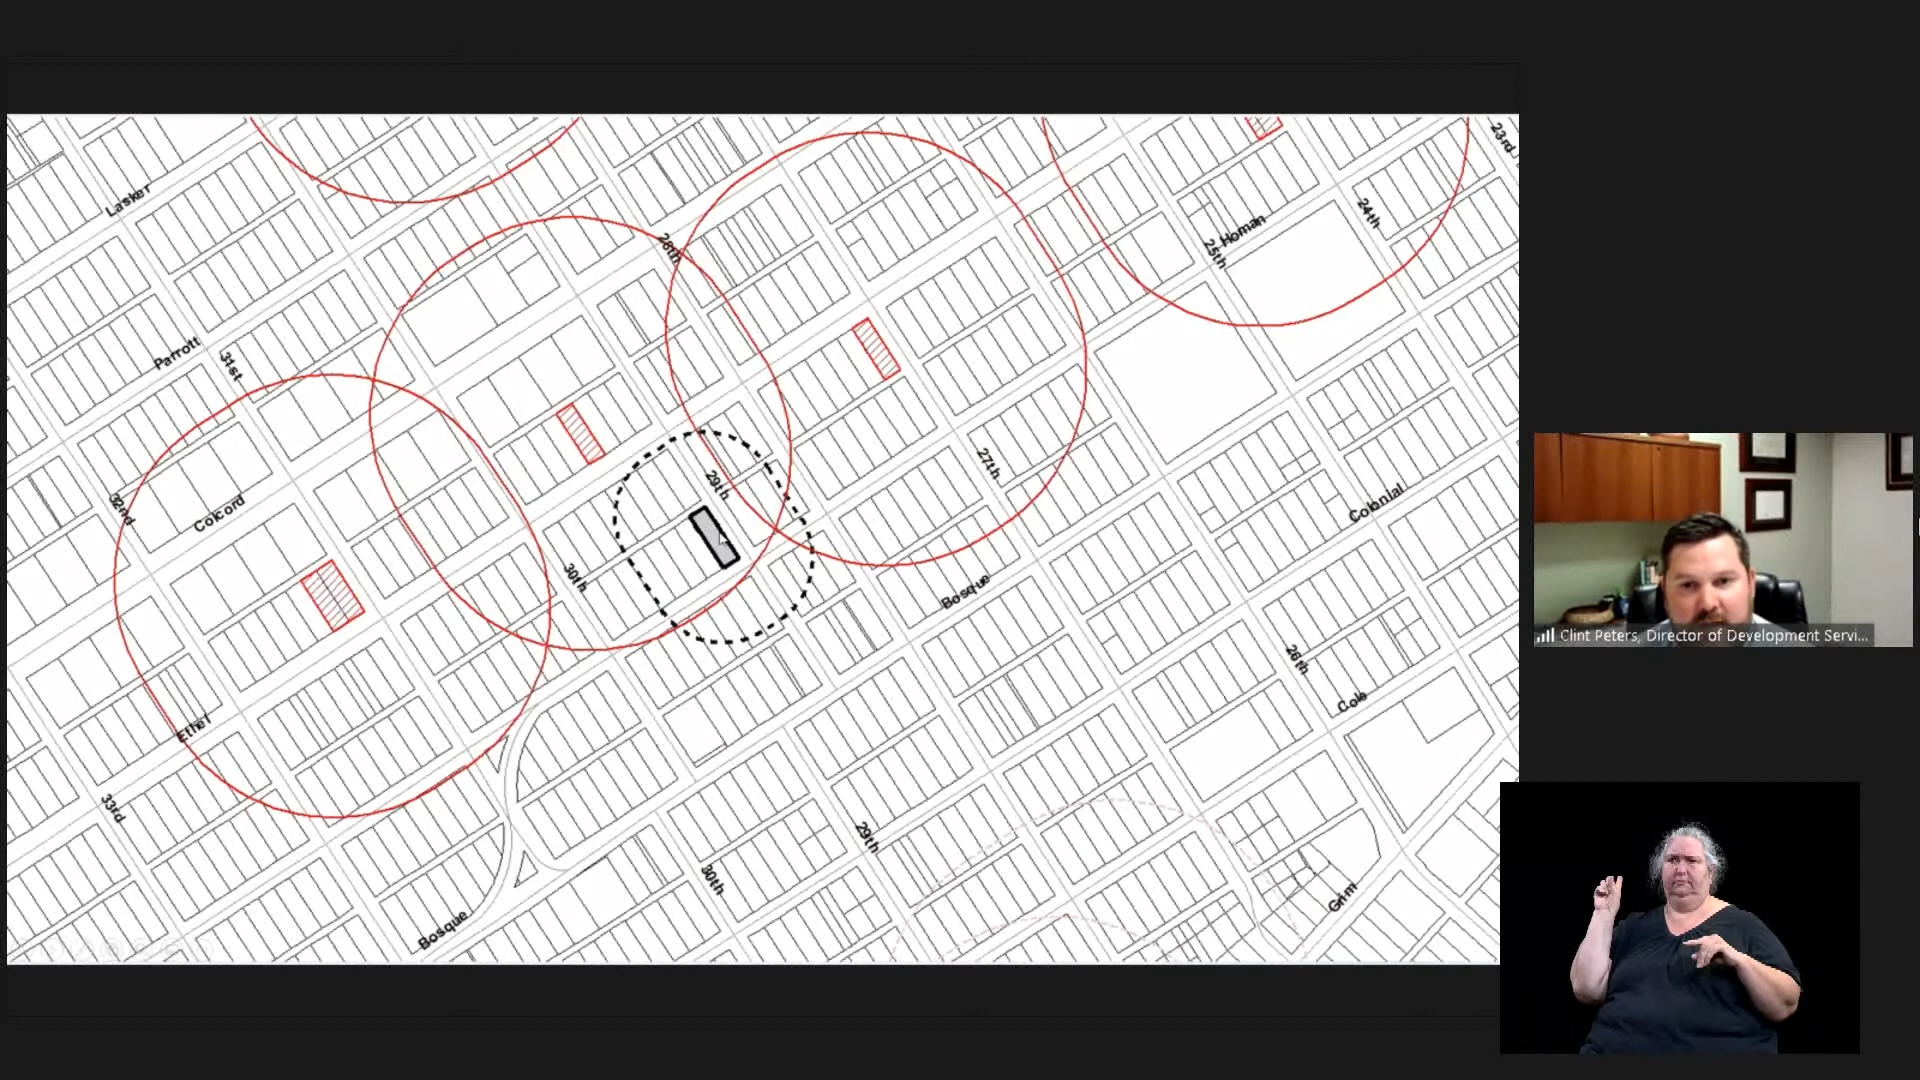 23rd
Lasker
24th
Homan
28th
25th
Parrott
31st
27th
29th
32nd
Colcord
Colonial
30th
Bosque
Clint Peters, Director of Development Servi...
26th
Cole
Ethel
33rd
29th
30th
Grim
Bosque